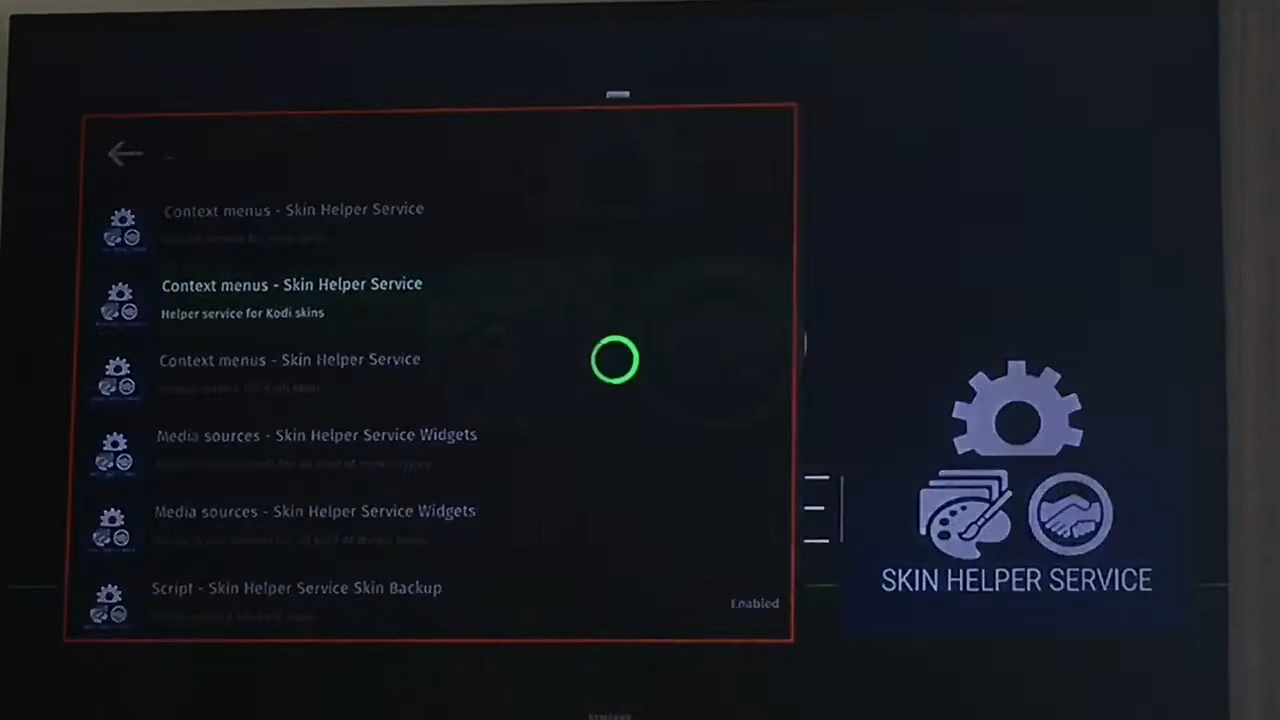 Context menus - Skin Helper Service
Context menus - Skin Helper Service
Helper service for Kodi skins
Context menus - Skin Helper Service
Media sources - Skin Helper Service Widgets
Media sources - Skin Helper Service Widgets
Script - Skin Helper Service Skin Backup
Enabled
SKIN HELPER SERVICE